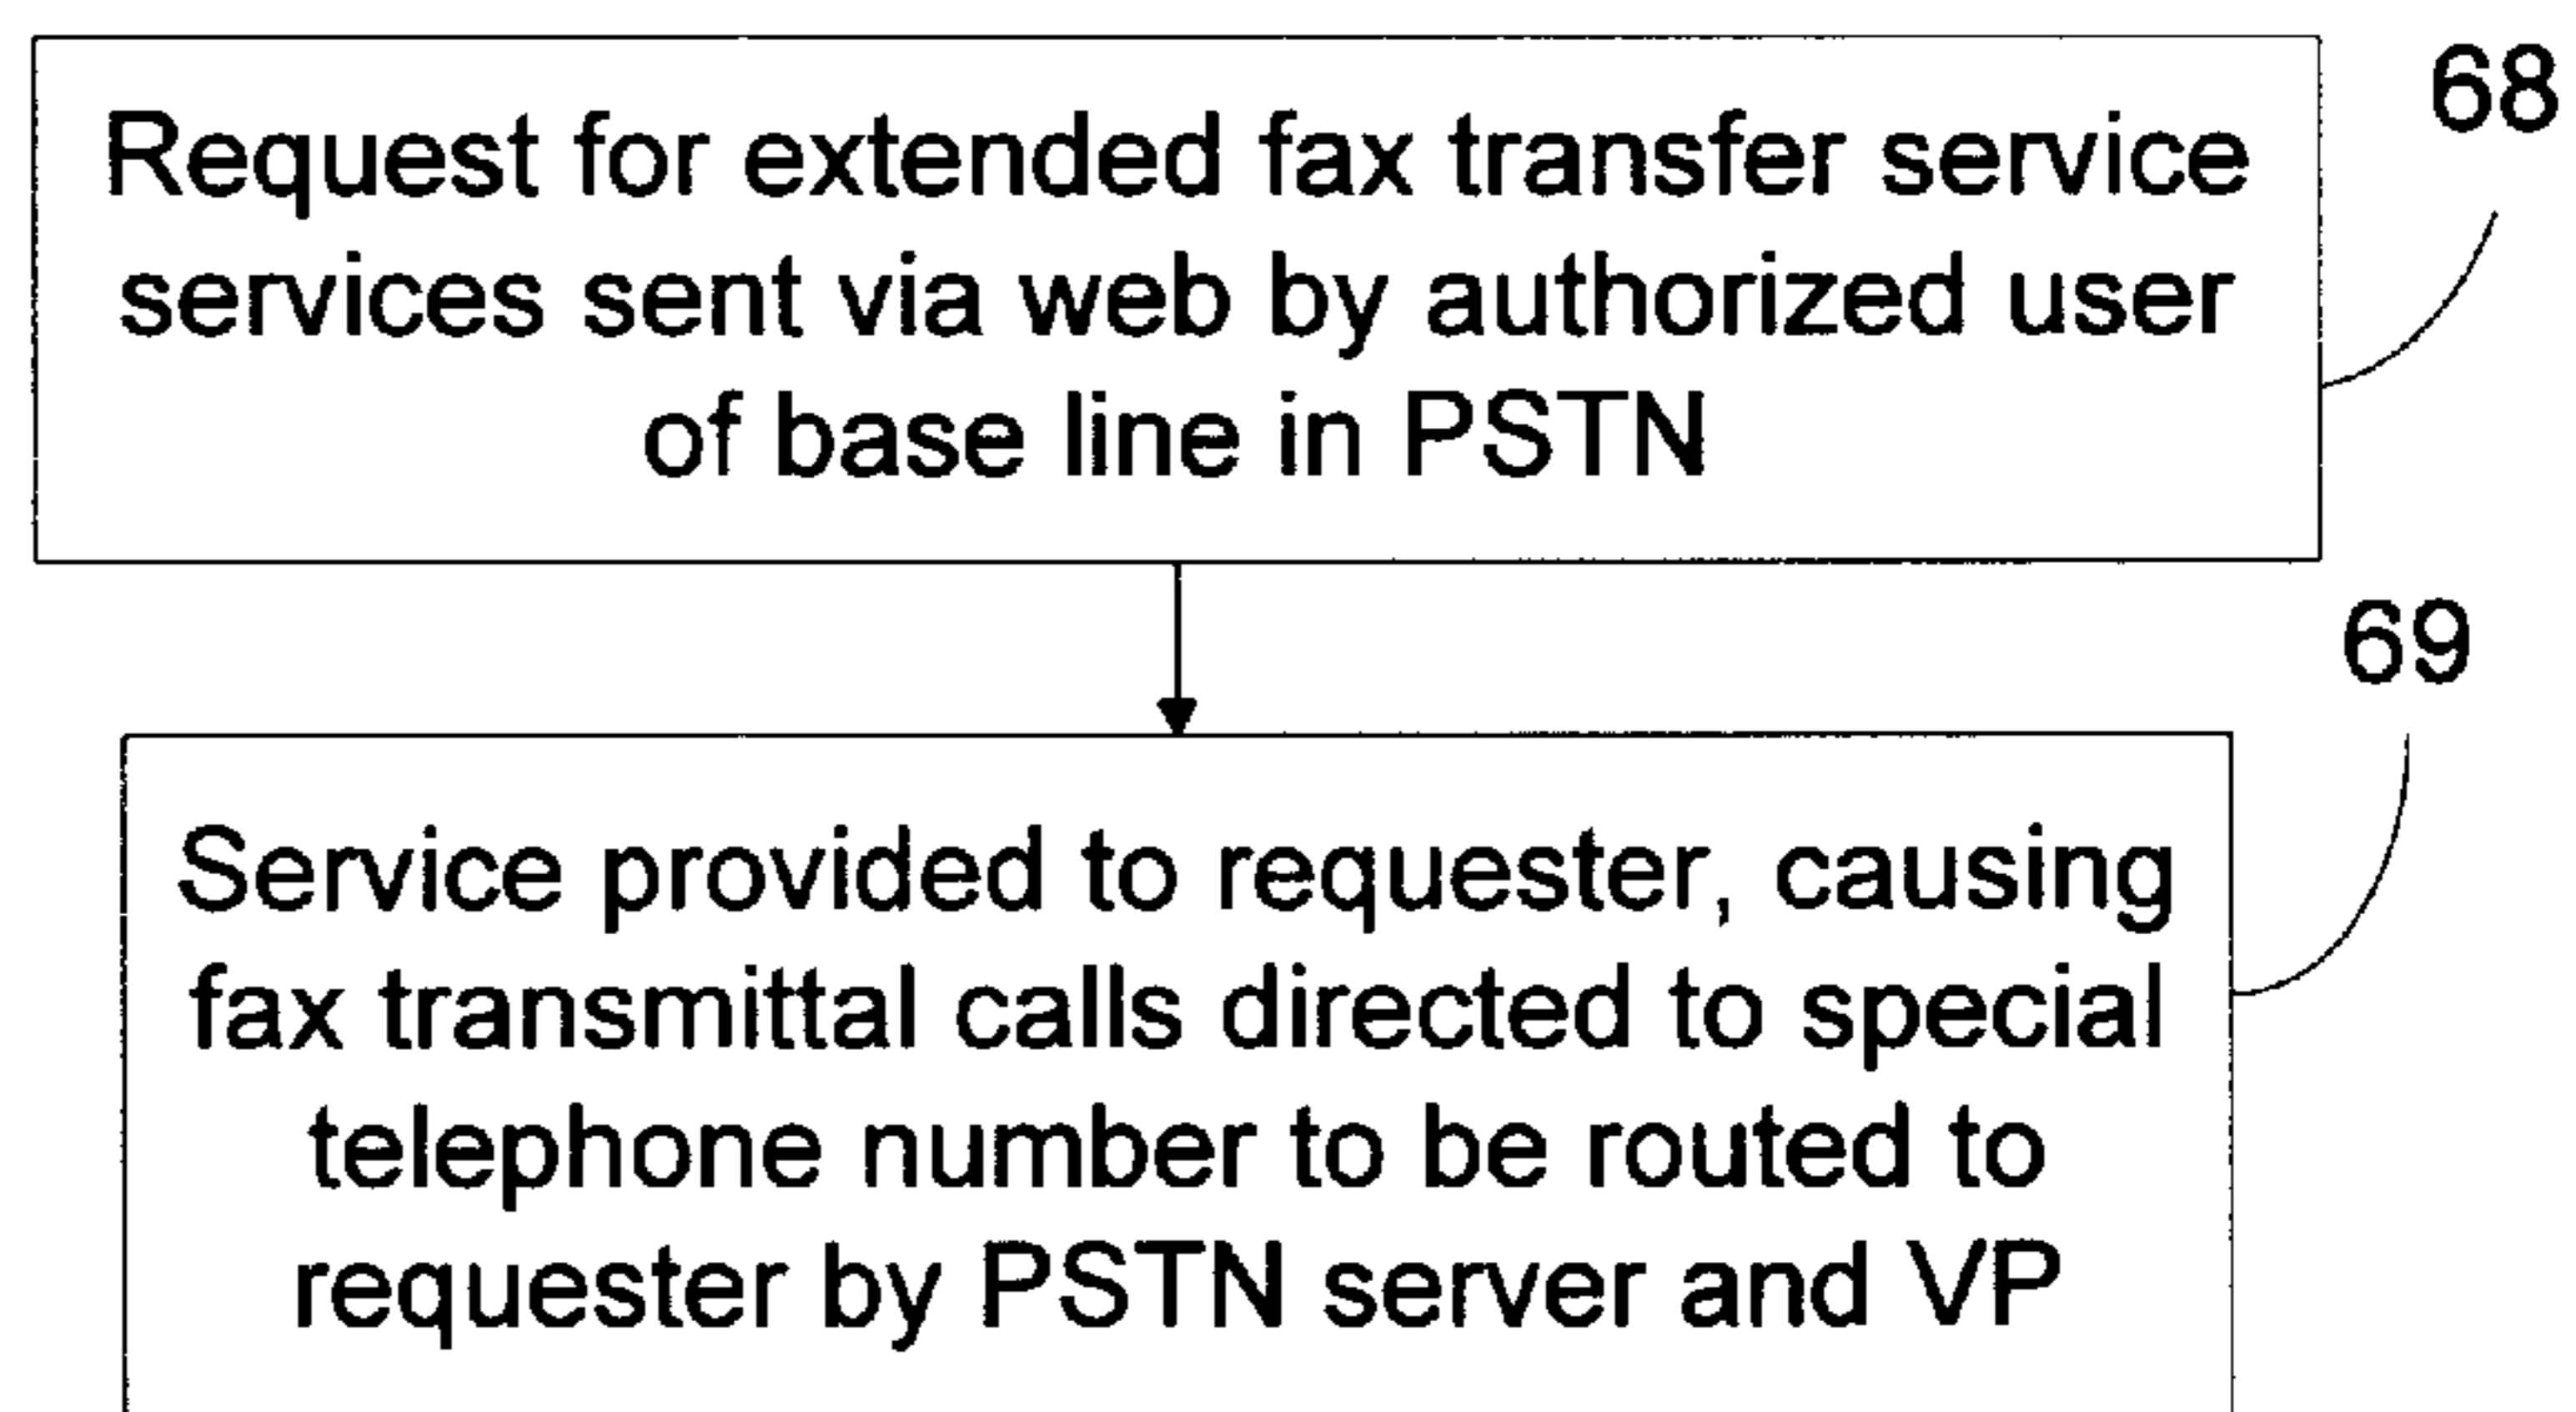 Request for extended fax transfer service
services sent via web by authorized user
of base line in PSTN
68
69
Service provided to requester, causing
fax transmittal calls directed to special
telephone number to be routed to
requester by PSTN server and VP